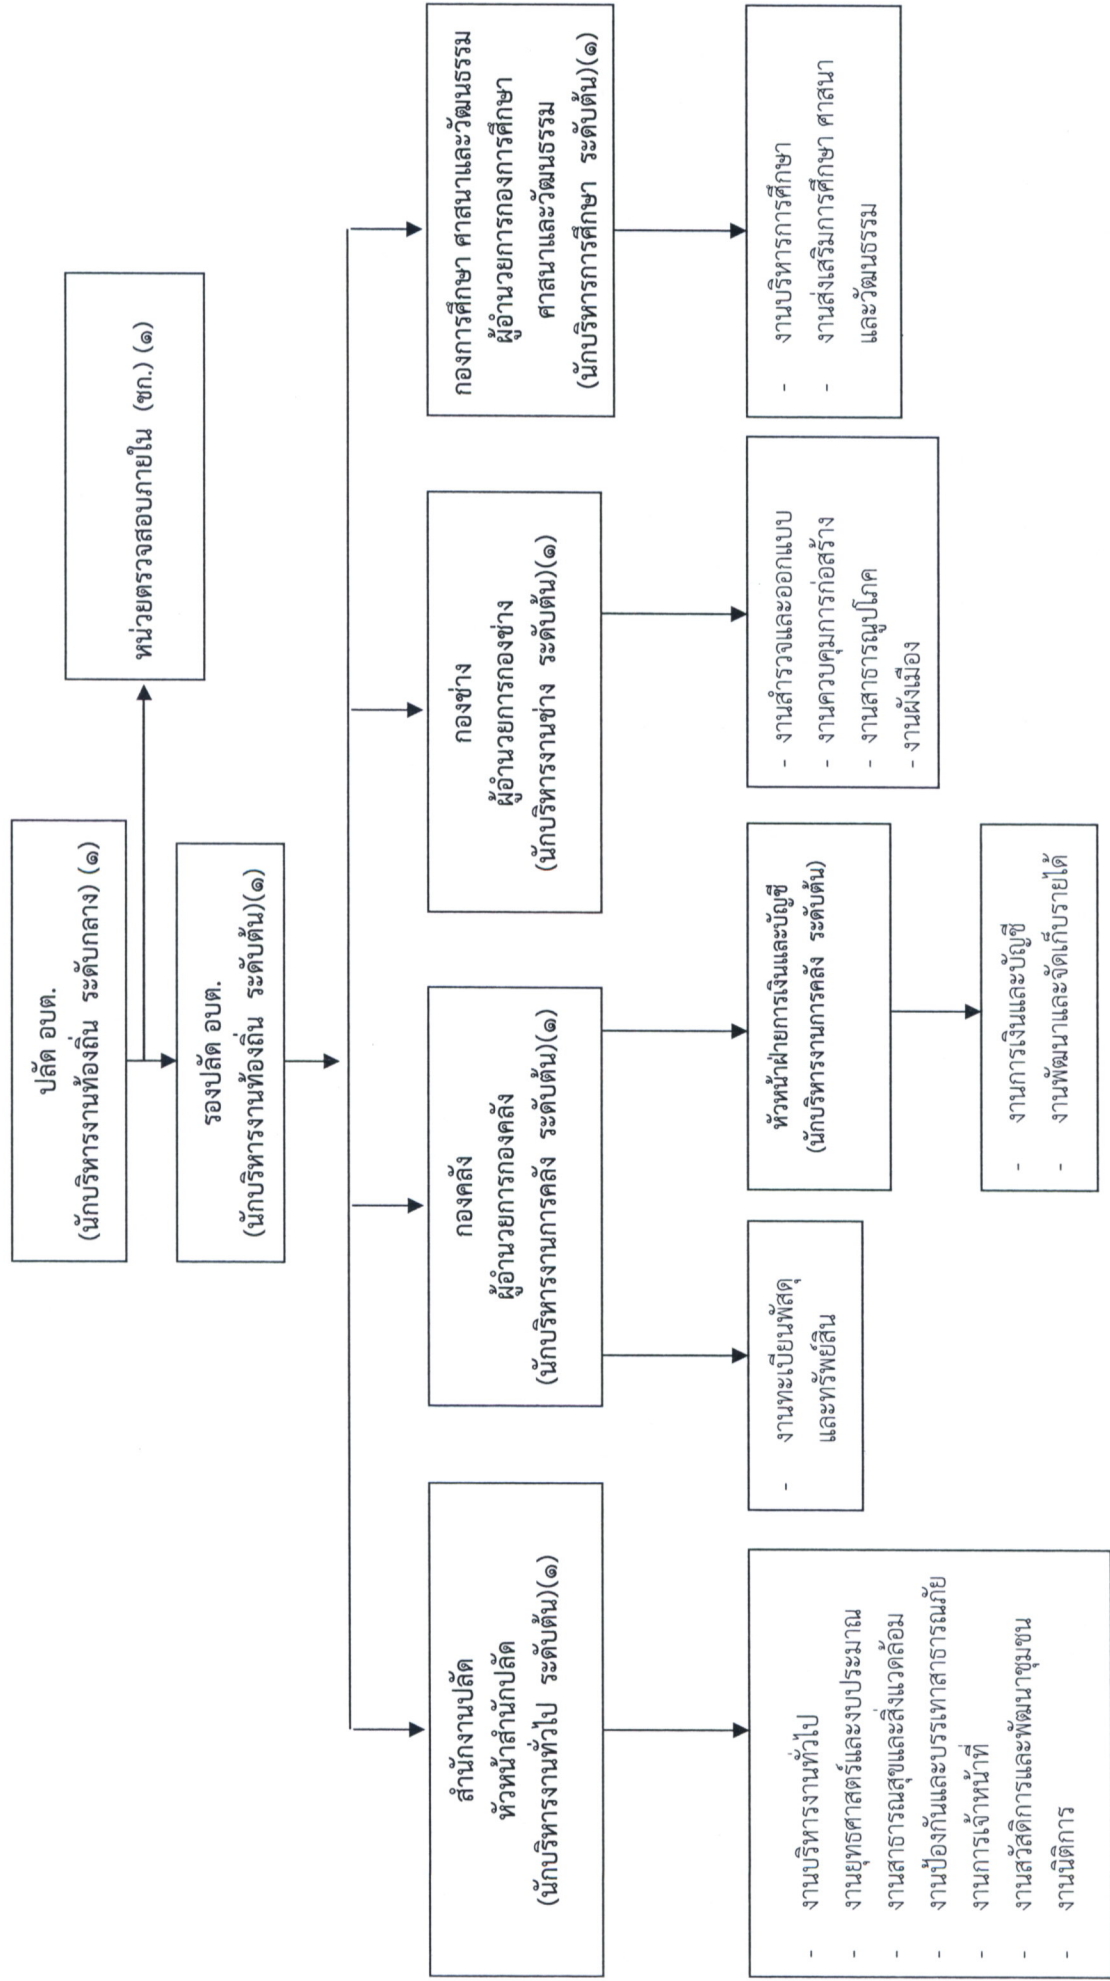 ปลัด อบต.
(นักบริหารงานท้องถิ่น ระดับกลาง) (๑)
หน่วยตรวจสอบภายใน (ชก.) (๑)
รองปลัด อบต.
(นักบริหารงานท้องถิ่น ระดับต้น)(๑)
สำนักงานปลัด
หัวหน้าสำนักปลัด
(นักบริหารงานทั่วไป ระดับต้น)(๑)
กองคลัง
ผู้อำนวยการกองคลัง
(นักบริหารงานการคลัง ระดับต้น)(๑)
กองช่าง
ผู้อำนวยการกองช่าง
(นักบริหารงานช่าง ระดับต้น)(๑)
กองการศึกษา ศาสนาและวัฒนธรรม
ผู้อำนวยการกองการศึกษา
ศาสนาและวัฒนธรรม
(นักบริหารการศึกษา ระดับต้น)(๑)
- งานบริหารงานทั่วไป
- งานยุทธศาสตร์และงบประมาณ
- งานสาธารณสุขและสิ่งแวดล้อม
- งานป้องกันและบรรเทาสาธารณภัย
- งานการเจ้าหน้าที่
- งานสวัสดิการและพัฒนาชุมชน
- งานนิติการ
- งานทะเบียนพัสดุ
และทรัพย์สิน
หัวหน้าฝ่ายการเงินและบัญชี
(นักบริหารงานการคลัง ระดับต้น)
- งานการเงินและบัญชี
- งานพัฒนาและจัดเก็บรายได้
- งานสำรวจและออกแบบ
- งานควบคุมการก่อสร้าง
- งานสาธารณูปโภค
- งานผังเมือง
- งานบริหารการศึกษา
- งานส่งเสริมการศึกษา ศาสนา
และวัฒนธรรม